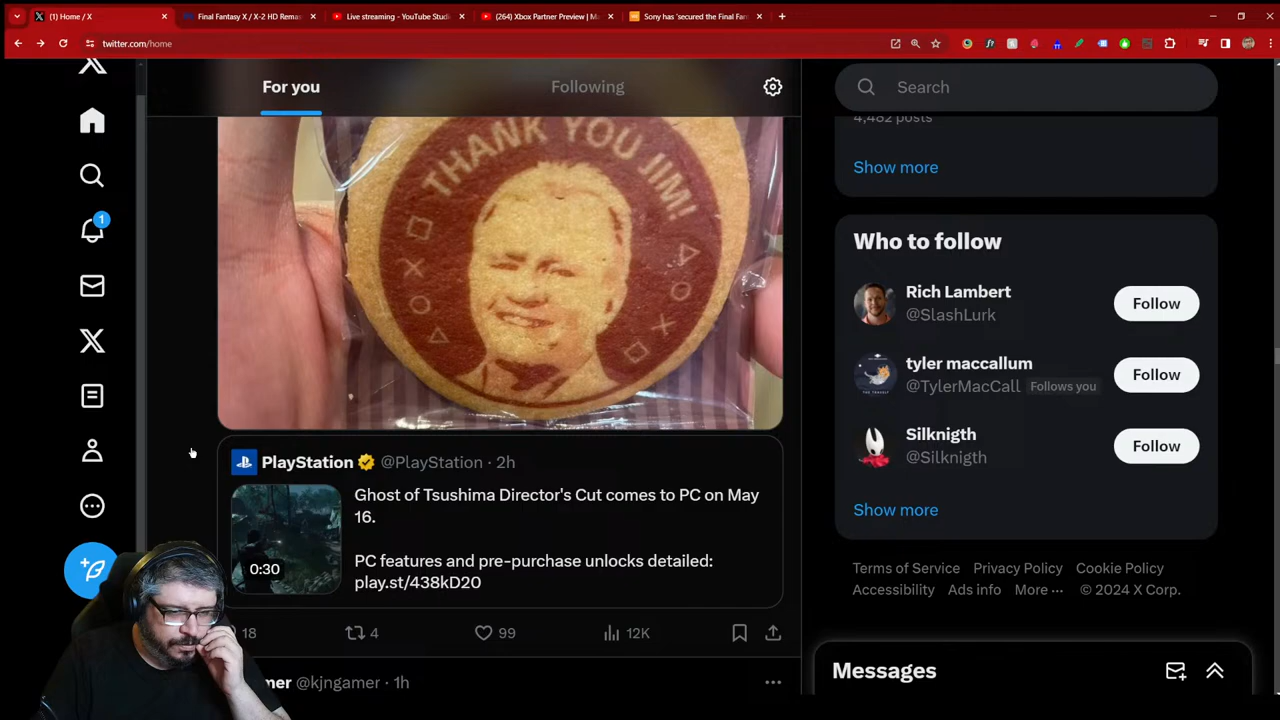 (1) Home / X
Final Fantasy X / X-2 HD Remas
Live streaming - YouTube Studi
(264) Xbox Partner Preview | Ma
Sony has 'secured the Final Fan
twitter.com/home
For you
Following
Search
THANK YOU JIM!
4,482 posts
Show more
Who to follow
Rich Lambert
@SlashLurk
Follow
tyler maccallum
@TylerMacCall Follows you
Follow
Silknigth
@Silknigth
Follow
Show more
1
PlayStation @PlayStation · 2h
Ghost of Tsushima Director's Cut comes to PC on May
16.
PC features and pre-purchase unlocks detailed:
play.st/438kD20
0:30
18
4
99
12K
Terms of Service Privacy Policy Cookie Policy
Accessibility Ads info More ··· © 2024 X Corp.
@kjngamer · 1h
Messages